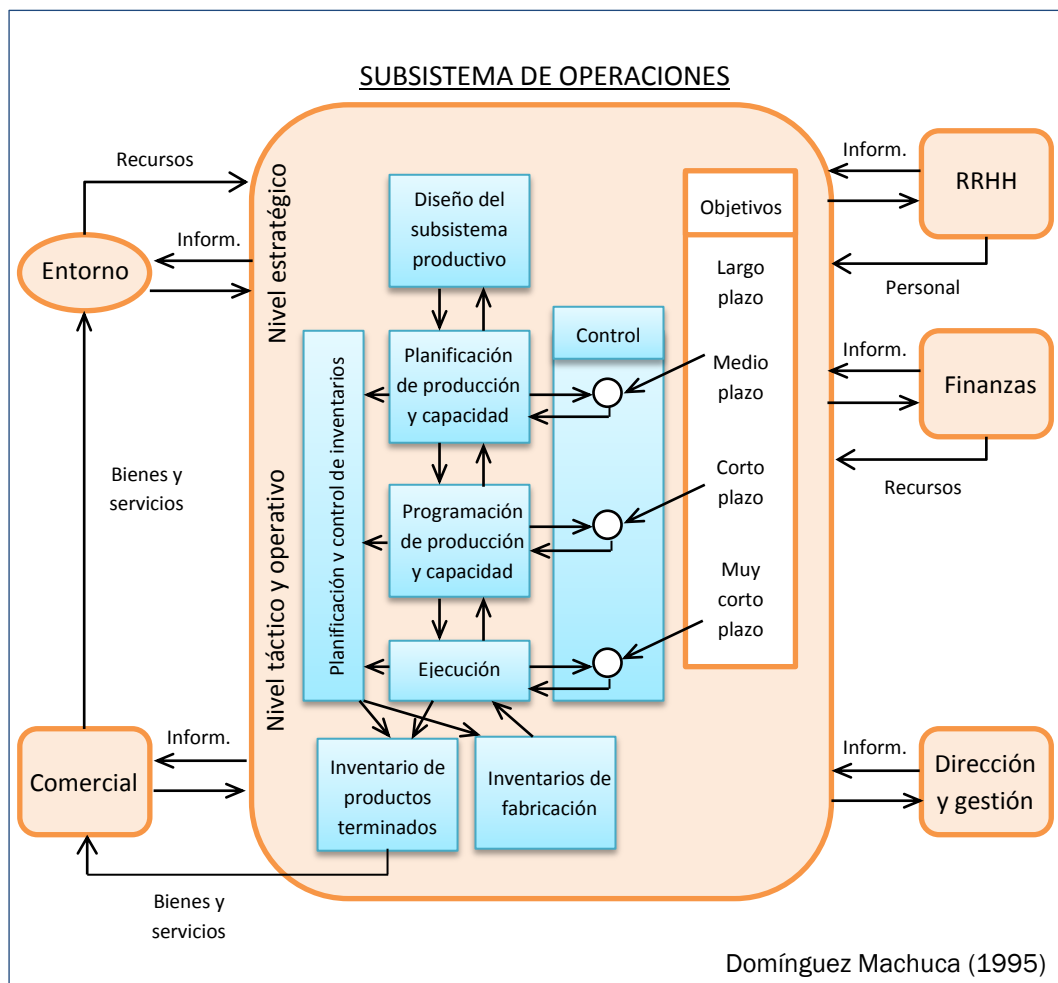 SUBSISTEMA DE OPERACIONES
Recursos
Inform.
Entorno
Bienes y
servicios
Inform.
Comercial
Bienes y
servicios
Nivel estratégico
Nivel táctico y operativo
Diseño del
subsistema
productivo
Planificación v control de inventarios
Planificación
de producción
y capacidad
Programación
de producción
y capacidad
Ejecución
Inventario de
productos
terminados
Inventarios de
fabricación
Control
Objetivos
Largo
plazo
Medio
plazo
Corto
plazo
Muy
corto
plazo
Inform.
RRHH
Personal
Inform.
Finanzas
Recursos
Inform.
Dirección
y gestión
Domínguez Machuca (1995)